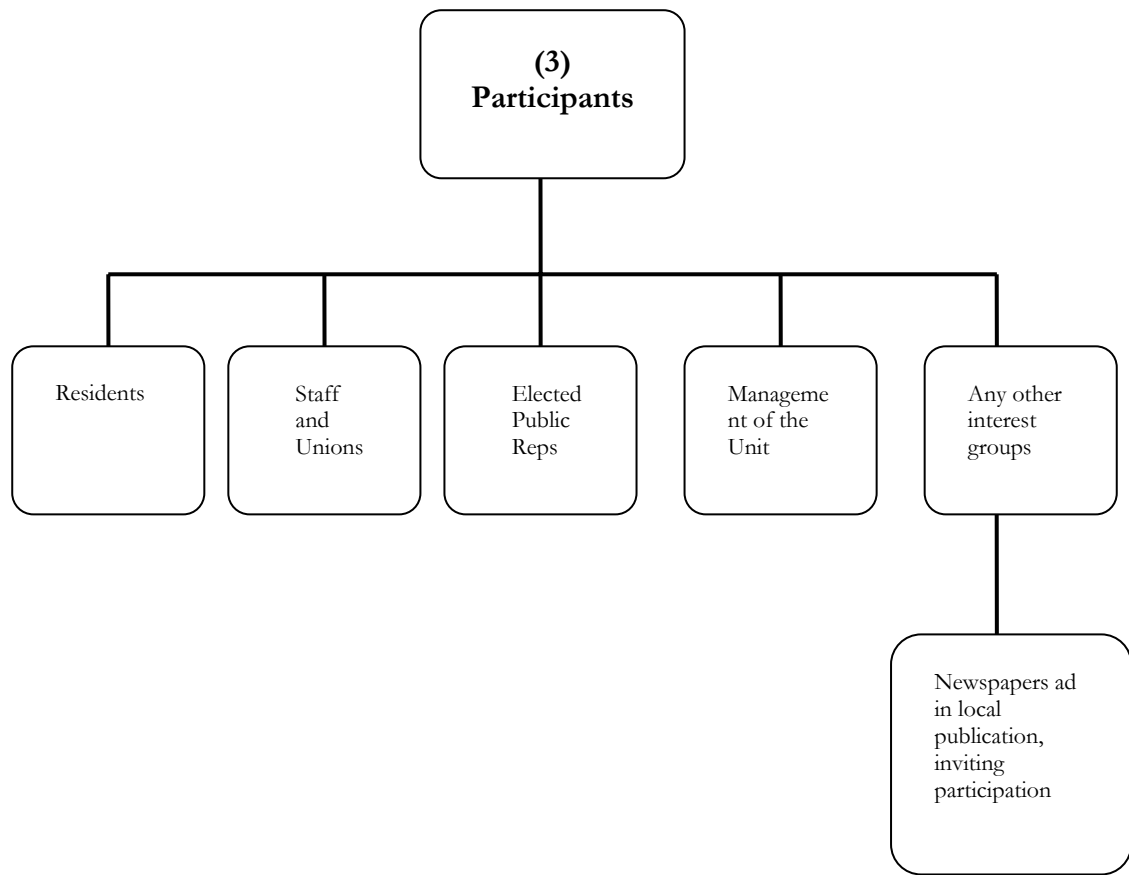 (3)
Participants
Residents
Staff
and
Unions
Elected
Public
Reps
Manageme
nt of the
Unit
Any other
interest
groups
Newspapers ad
in local
publication,
inviting
participation